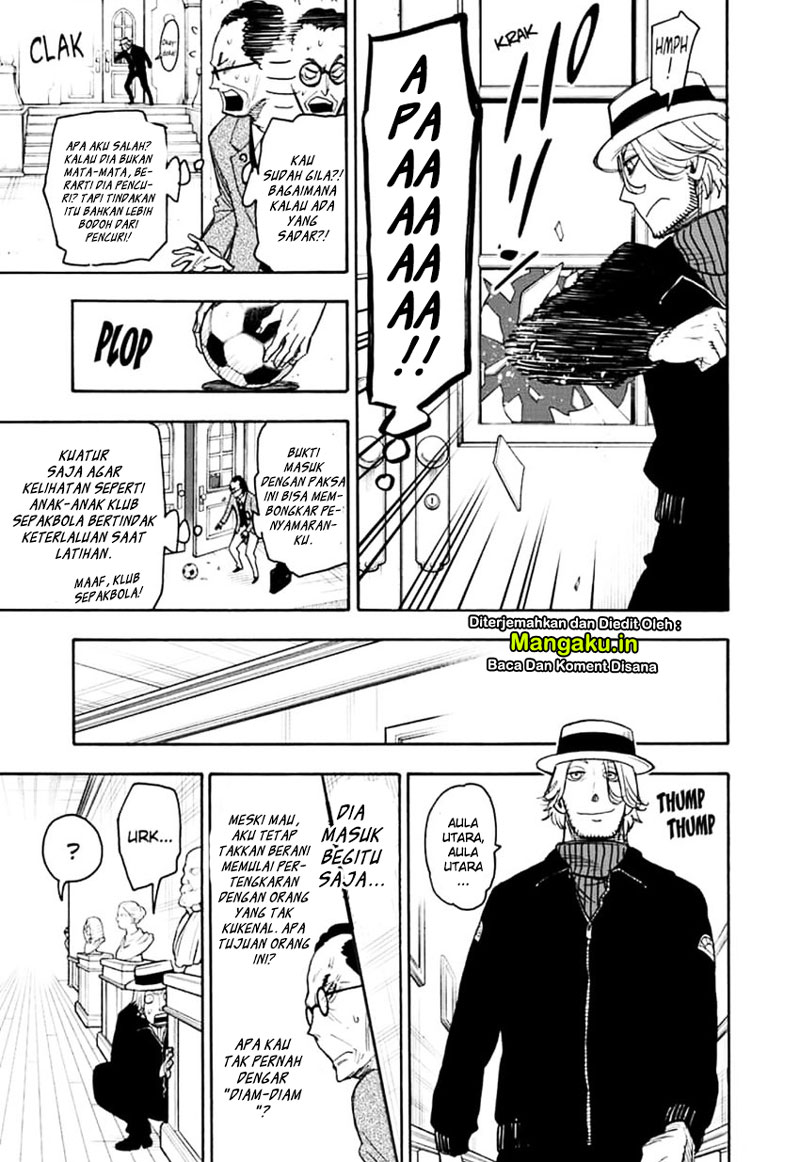 HMPH
!
KRAK
A
PA
AA
AA
AA
AA
AA!!
CLAK
KAU
SUDAH GILA?!
BAGAIMANA
KALAU ADA
YANG
SADAR?!
APA AKU SALAH?
KALAU DIA BUKAN
MATA-MATA, BE-
RARTI DIA PENCU-
RI? TAPI TINDAKAN
ITU BAHKAN LEBIH
BODOH DARI
PENCURI!
PLOP
BUKTI
MASUK
DENGAN PAKSA
INI BISA MEM-
BONGKAR PE-
NYAMARAN-
KU.
KUATUR
SAJA AGAR
KELIHATAN SEPERTI
ANAK-ANAK KLUB
SEPAKBOLA BERTINDAK
KETERLALUAN SAAT
LATIHAN.
MAAF, KLUB
SEPAKBOLA!
Diterjemahkan dan Diedit Oleh :
Mangaku.in
Baca Dan Koment Disana
THUMP
THUMP
AULA
UTARA,
AULA
UTARA
...
DIA
MASUK
BEGITU
SAJA...
MESKI MAU,
AKU TETAP
TAKKAN BERANI
MEMULAI PER-
TENGKARAN
DENGAN ORANG
YANG TAK
KUKENAL. APA
TUJUAN ORANG
INI?
APA KAU
TAK PERNAH
DENGAR
"DIAM-DIAM
"?
URK...
?